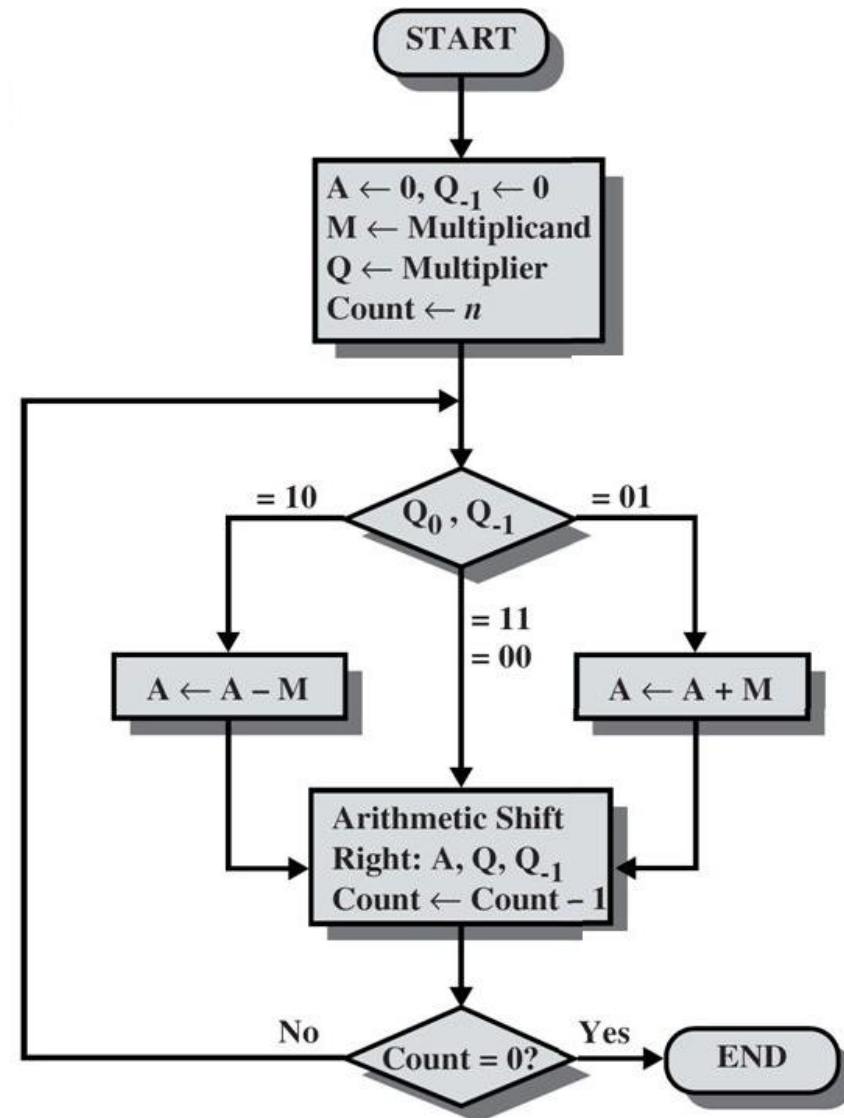 START
A ← 0, Q₋₁ ← 0
M ← Multiplicand
Q ← Multiplier
Count ← n
= 10
Q₀ , Q₋₁
= 01
= 11
= 00
A ← A – M
A ← A + M
Arithmetic Shift
Right: A, Q, Q₋₁
Count ← Count – 1
No
Count = 0?
Yes
END